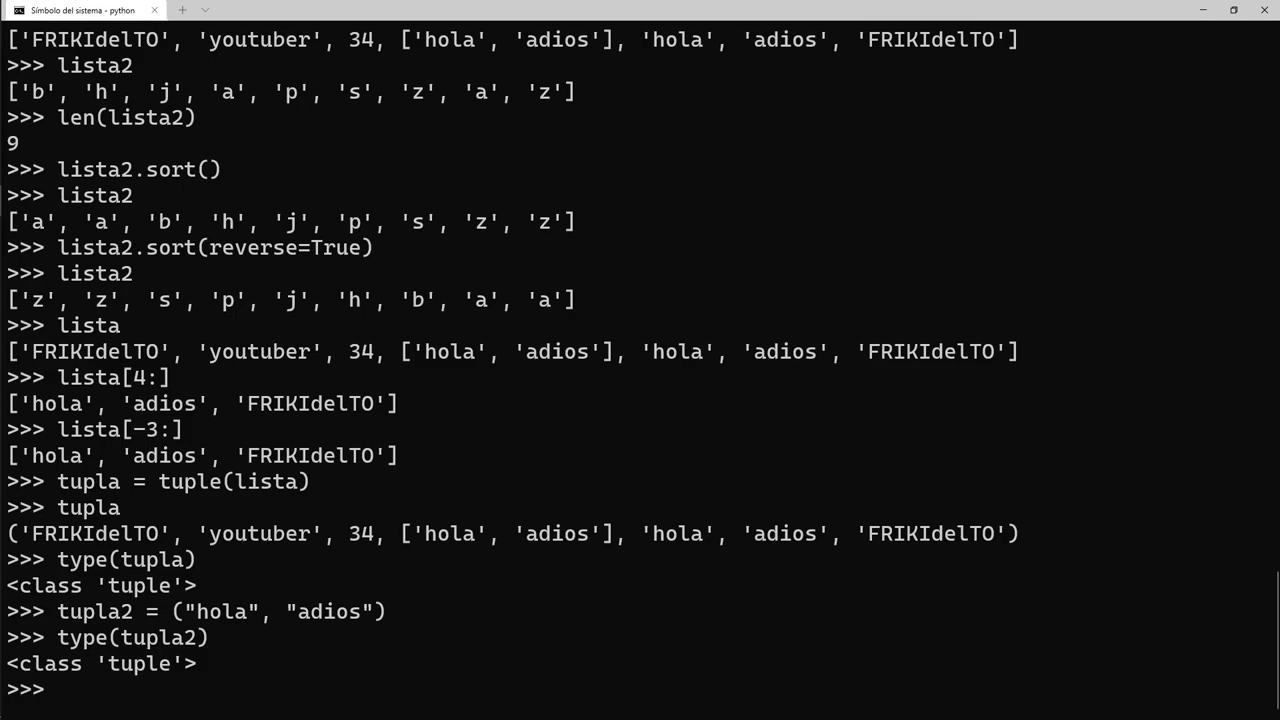 Símbolo del sistema - python
['FRIKIdelTO', 'youtuber', 34, ['hola', 'adios'], 'hola', 'adios', 'FRIKIdelTO']
>>> lista2
['b', 'h', 'j', 'a', 'p', 's', 'z', 'a', 'z']
>>> len(lista2)
9
>>> lista2.sort()
>>> lista2
['a', 'a', 'b', 'h', 'j', 'p', 's', 'z', 'z']
>>> lista2.sort(reverse=True)
>>> lista2
['z', 'z', 's', 'p', 'j', 'h', 'b', 'a', 'a']
>>> lista
['FRIKIdelTO', 'youtuber', 34, ['hola', 'adios'], 'hola', 'adios', 'FRIKIdelTO']
>>> lista[4:]
['hola', 'adios', 'FRIKIdelTO']
>>> lista[-3:]
['hola', 'adios', 'FRIKIdelTO']
>>> tupla = tuple(lista)
>>> tupla
('FRIKIdelTO', 'youtuber', 34, ['hola', 'adios'], 'hola', 'adios', 'FRIKIdelTO')
>>> type(tupla)
<class 'tuple'>
>>> tupla2 = ("hola", "adios")
>>> type(tupla2)
<class 'tuple'>
>>>